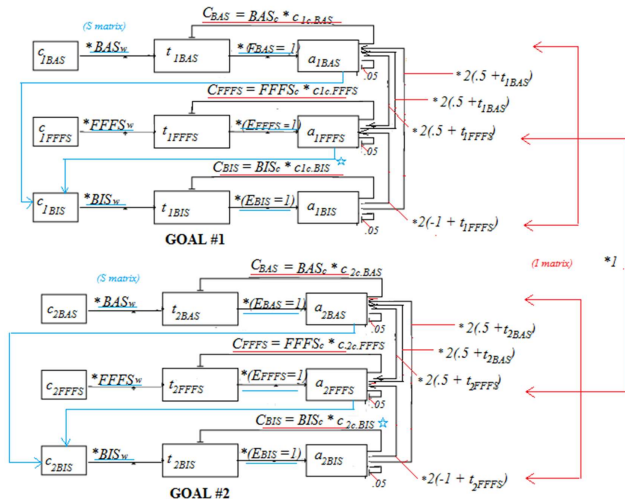 C_BAS = BAS_c * c_1c.BAS
(S matrix)
c_1BAS *BAS_w t_1BAS *(E_BAS = 1) a_1BAS
.05
*2(.5 + t_1BAS)
*2(.5 + t_1BAS)
C_FFFS = FFFS_c * c_1c.FFFS
c_1FFFS *FFFS_w t_1FFFS *(E_FFFS =1) a_1FFFS
*2(.5 + t_1FFFS)
.05
C_BIS = BIS_c * c_1c.BIS
c_1BIS *BIS_w t_1BIS *(E_BIS = 1) a_1BIS
*2(-1 + t_1FFFS)
.05
GOAL #1
(I matrix) *1
C_BAS = BAS_c * c_.2c.BAS
(S matrix)
c_2BAS *BAS_w t_2BAS *(E_BAS = 1) a_2BAS
.05
*2(.5 + t_2BAS)
*2(.5 + t_2BAS)
C_FFFS = FFFS_c * c_.2c.FFFS
c_2FFFS *FFFS_w t_2FFFS *(E_FFFS =1) a_2FFFS
*2(.5 + t_2FFFS)
.05
C_BIS = BIS_c * c_2c.BIS
c_2BIS *BIS_w t_2BIS *(E_BIS = 1) a_2BIS
*2(-1 + t_2FFFS)
.05
GOAL #2